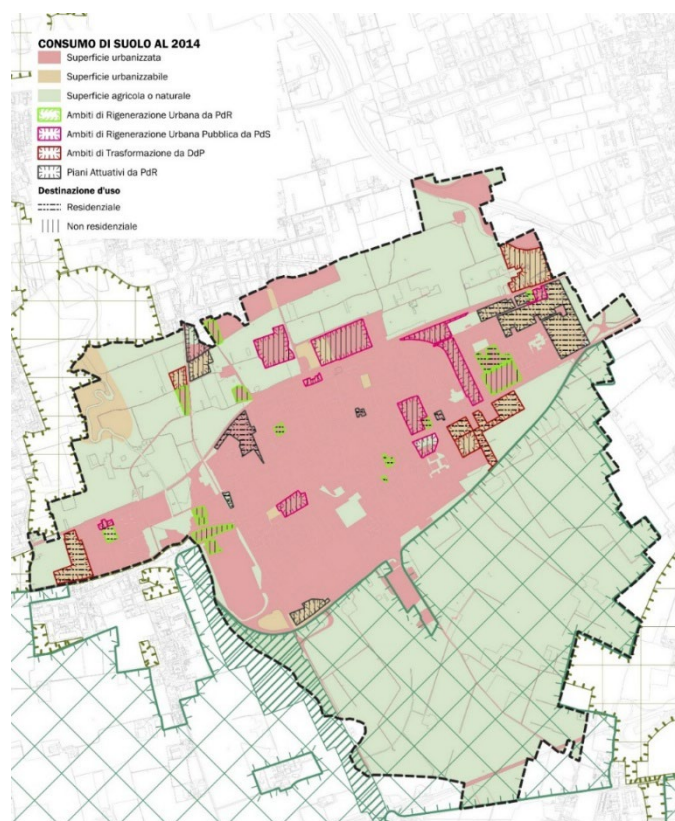 CONSUMO DI SUOLO AL 2014
Superficie urbanizzata
Superficie urbanizzabile
Superficie agricola o naturale
Ambiti di Rigenerazione Urbana da PdR
Ambiti di Rigenerazione Urbana Pubblica da PdS
Ambiti di Trasformazione da DdP
Piani Attuativi da PdR
Destinazione d'uso
Residenziale
Non residenziale